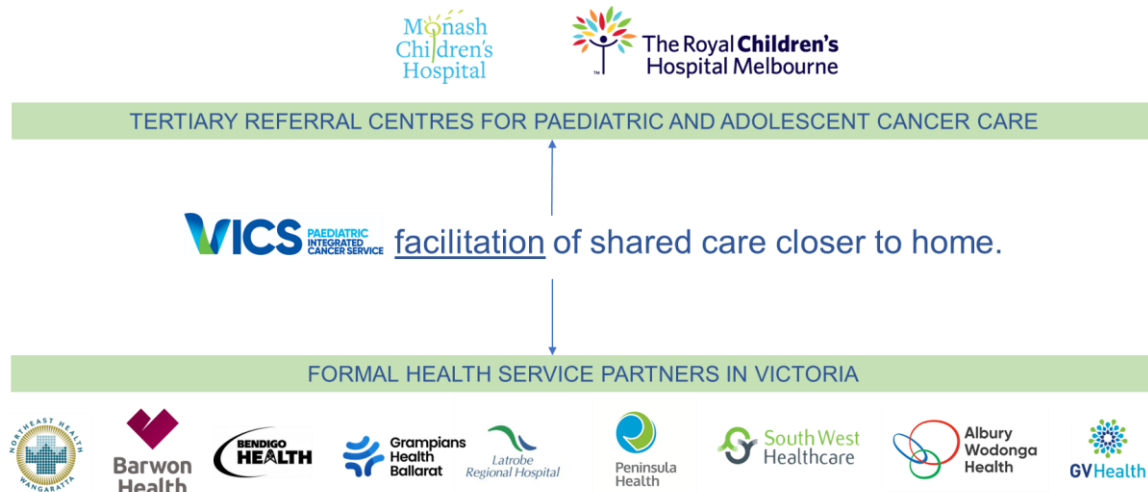 Monash
Children's
Hospital
The Royal Children's
Hospital Melbourne
TM
TERTIARY REFERRAL CENTRES FOR PAEDIATRIC AND ADOLESCENT CANCER CARE
VICS PAEDIATRIC
INTEGRATED
CANCER SERVICE
facilitation of shared care closer to home.
FORMAL HEALTH SERVICE PARTNERS IN VICTORIA
NORTHEAST HEALTH
WANGARATTA
Barwon
Health
BENDIGO
HEALTH
Grampians
Health
Ballarat
Latrobe
Regional Hospital
Peninsula
Health
South West
Healthcare
Albury
Wodonga
Health
GVHealth